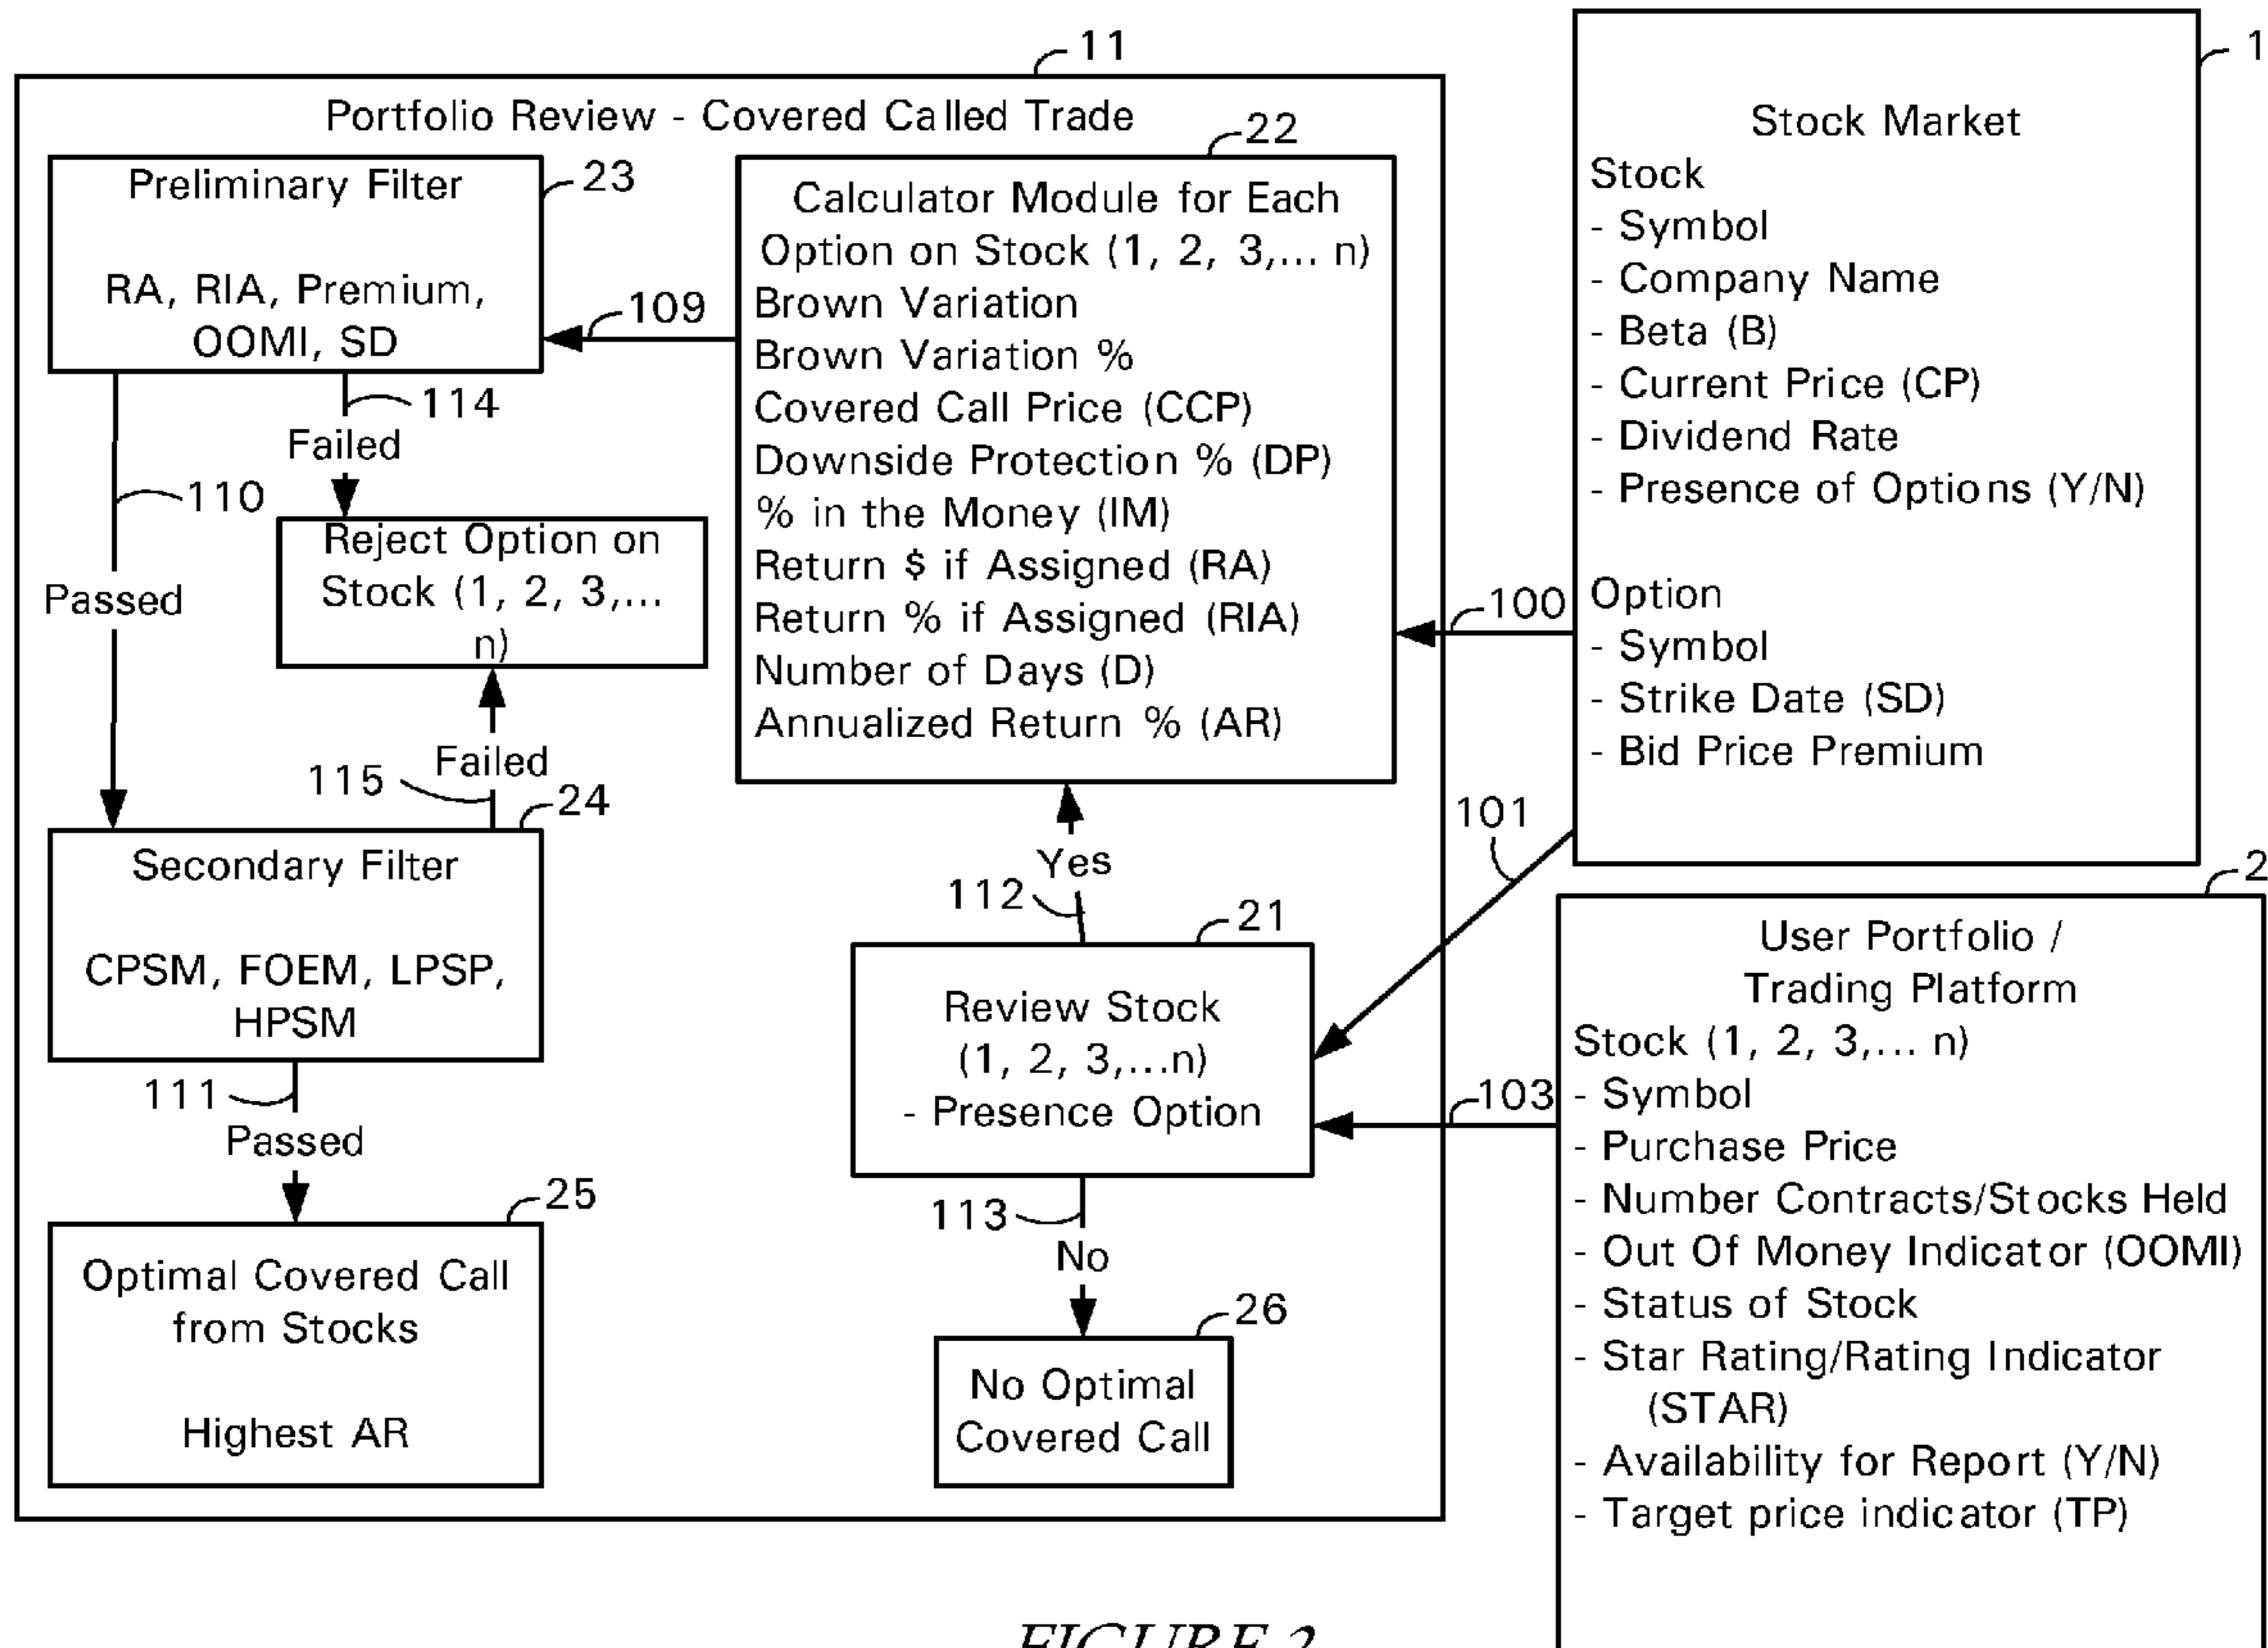 11
Portfolio Review - Covered Called Trade
23
Preliminary Filter
RA, RIA, Premium,
OOMI, SD
109
114
Failed
110
Passed
Reject Option on
Stock (1, 2, 3,...
n)
115
Failed
24
Secondary Filter
CPSM, FOEM, LPSP,
HPSM
111
Passed
25
Optimal Covered Call
from Stocks
Highest AR
22
Calculator Module for Each
Option on Stock (1, 2, 3,... n)
Brown Variation
Brown Variation %
Covered Call Price (CCP)
Downside Protection % (DP)
% in the Money (IM)
Return $ if Assigned (RA)
Return % if Assigned (RIA)
Number of Days (D)
Annualized Return % (AR)
Yes
112
21
Review Stock
(1, 2, 3,...n)
- Presence Option
113
No
26
No Optimal
Covered Call
1
Stock Market
Stock
- Symbol
- Company Name
- Beta (B)
- Current Price (CP)
- Dividend Rate
- Presence of Options (Y/N)
Option
- Symbol
- Strike Date (SD)
- Bid Price Premium
100
101
103
2
User Portfolio /
Trading Platform
Stock (1, 2, 3,... n)
- Symbol
- Purchase Price
- Number Contracts/Stocks Held
- Out Of Money Indicator (OOMI)
- Status of Stock
- Star Rating/Rating Indicator
(STAR)
- Availability for Report (Y/N)
- Target price indicator (TP)
FIGURE 2